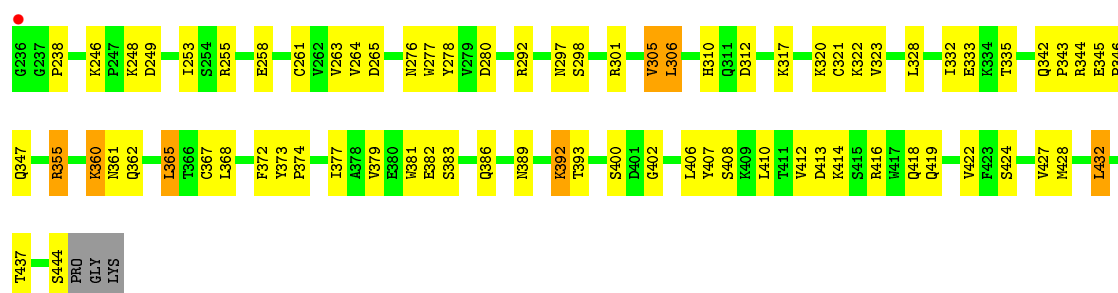 G236 G237 P238 K246 P247 K248 D249 I253 S254 R255 E258 C261 V262 V263 V264 D265 N276 W277 Y278 V279 D280 R292 N297 S298 R301 V305 L306 H310 Q311 D312 K317 K320 C321 K322 V323 L328 I332 E333 K334 T335 Q342 P343 R344 E345 P346
Q347 R355 K360 N361 Q362 L365 T366 C367 L368 F372 Y373 P374 I377 A378 V379 E380 W381 E382 S383 Q386 N389 K392 T393 S400 D401 G402 L406 Y407 S408 K409 L410 T411 V412 D413 K414 S415 R416 W417 Q418 Q419 V422 F423 S424 V427 M428 L432
T437 S444 PRO GLY LYS